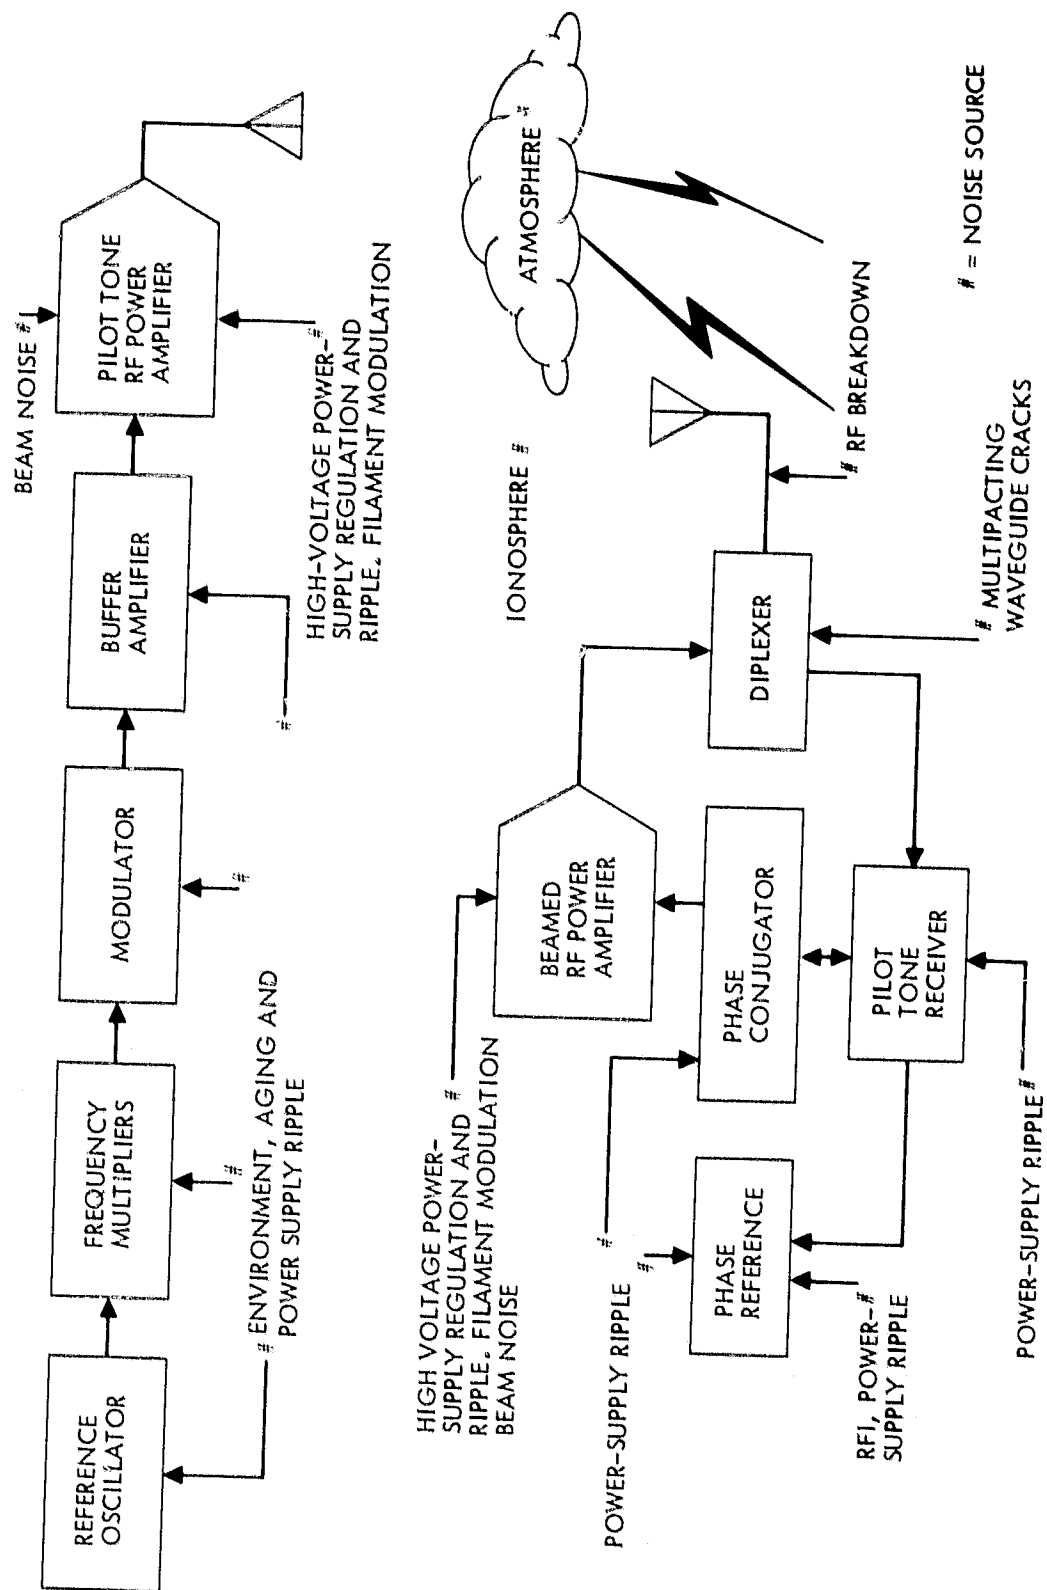 REFERENCE
OSCILLATOR
# ENVIRONMENT, AGING AND
POWER SUPPLY RIPPLE
FREQUENCY
MULTIPLIERS
#
MODULATOR
#
BUFFER
AMPLIFIER
#
BEAM NOISE #
PILOT TONE
RF POWER
AMPLIFIER
#
HIGH-VOLTAGE POWER-
SUPPLY REGULATION AND
RIPPLE, FILAMENT MODULATION
HIGH VOLTAGE POWER-
SUPPLY REGULATION AND #
RIPPLE, FILAMENT MODULATION
BEAM NOISE
BEAMED
RF POWER
AMPLIFIER
IONOSPHERE #
ATMOSPHERE #
POWER-SUPPLY RIPPLE #
#
PHASE
REFERENCE
PHASE
CONJUGATOR
DIPLEXER
# RF BREAKDOWN
RFI, POWER- #
SUPPLY RIPPLE
PILOT
TONE
RECEIVER
# MULTIPACTING
WAVEGUIDE CRACKS
# = NOISE SOURCE
POWER-SUPPLY RIPPLE #